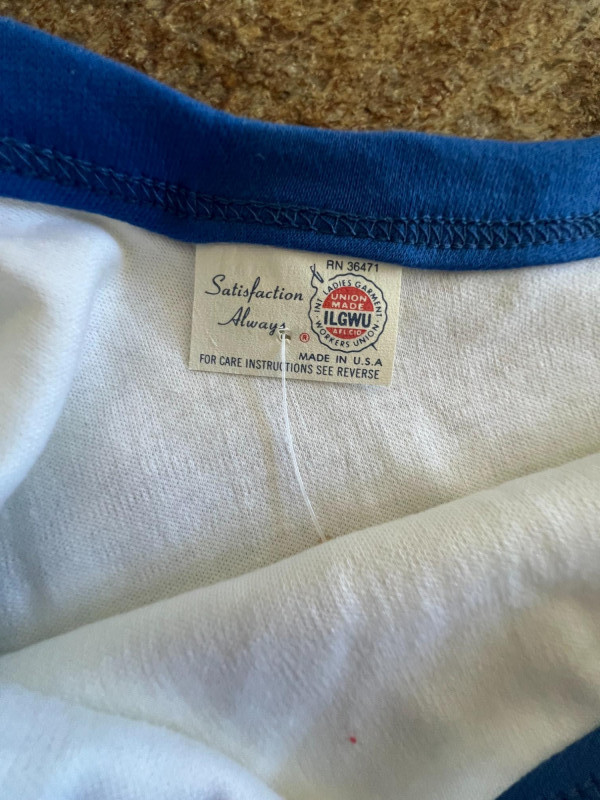 RN 36471
Satisfaction
Always ®
INT. LADIES GARMENT
UNION
MADE
ILGWU
AFL CIO
WORKERS UNION
MADE IN U.S.A
FOR CARE INSTRUCTIONS SEE REVERSE